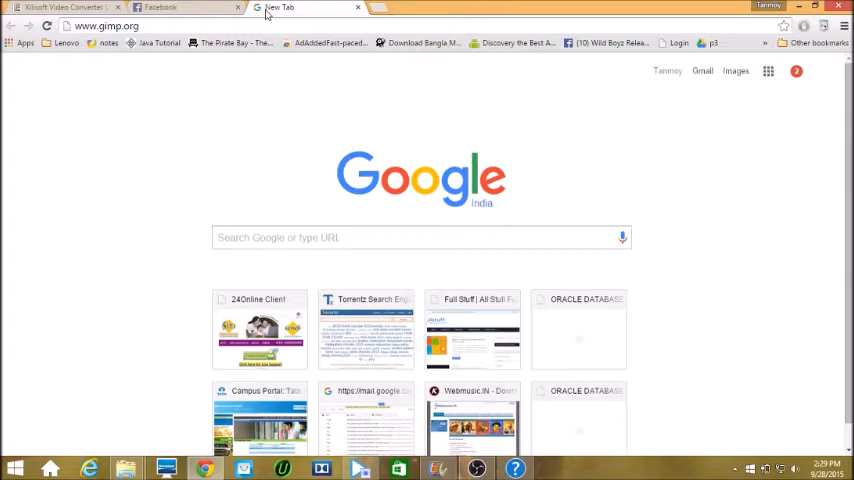 Xilisoft Video Converter
Facebook
New Tab
Tanmoy
www.gimp.org
Apps
Lenovo
notes
Java Tutorial
The Pirate Bay - The...
AdAddedFast-paced...
Download Bangla M...
Discovery the Best A...
(10) Wild Boyz Relea...
Login
p3
»
Other bookmarks
Tanmoy
Gmail
Images
2
Google
India
Search Google or type URL
24Online Client
Torrentz Search Eng
Full Stuff | All Stuff Fu
ORACLE DATABASE
Campus Portal: Tata
https://mail.google.co
Webmusic.IN - Down
ORACLE DATABASE
2:29 PM
9/28/2015